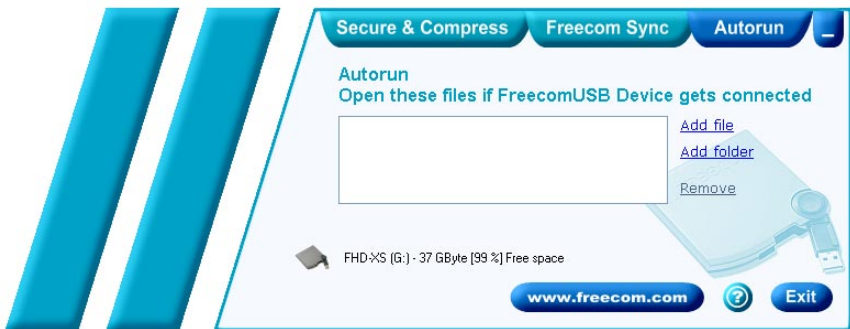 Secure & Compress Freecom Sync Autorun _
Autorun
Open these files if FreecomUSB Device gets connected
Add file
Add folder
Remove
FHD-XS (G:) - 37 GByte [99 %] Free space
www.freecom.com ? Exit